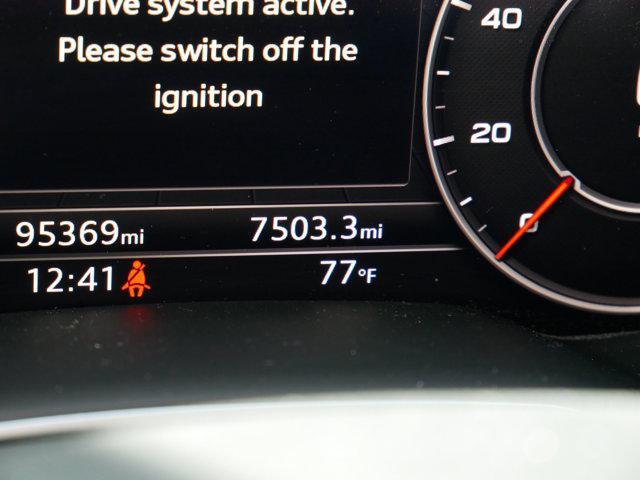 Drive system active.
Please switch off the
ignition
40
20
0
95369mi
7503.3mi
12:41
77°F